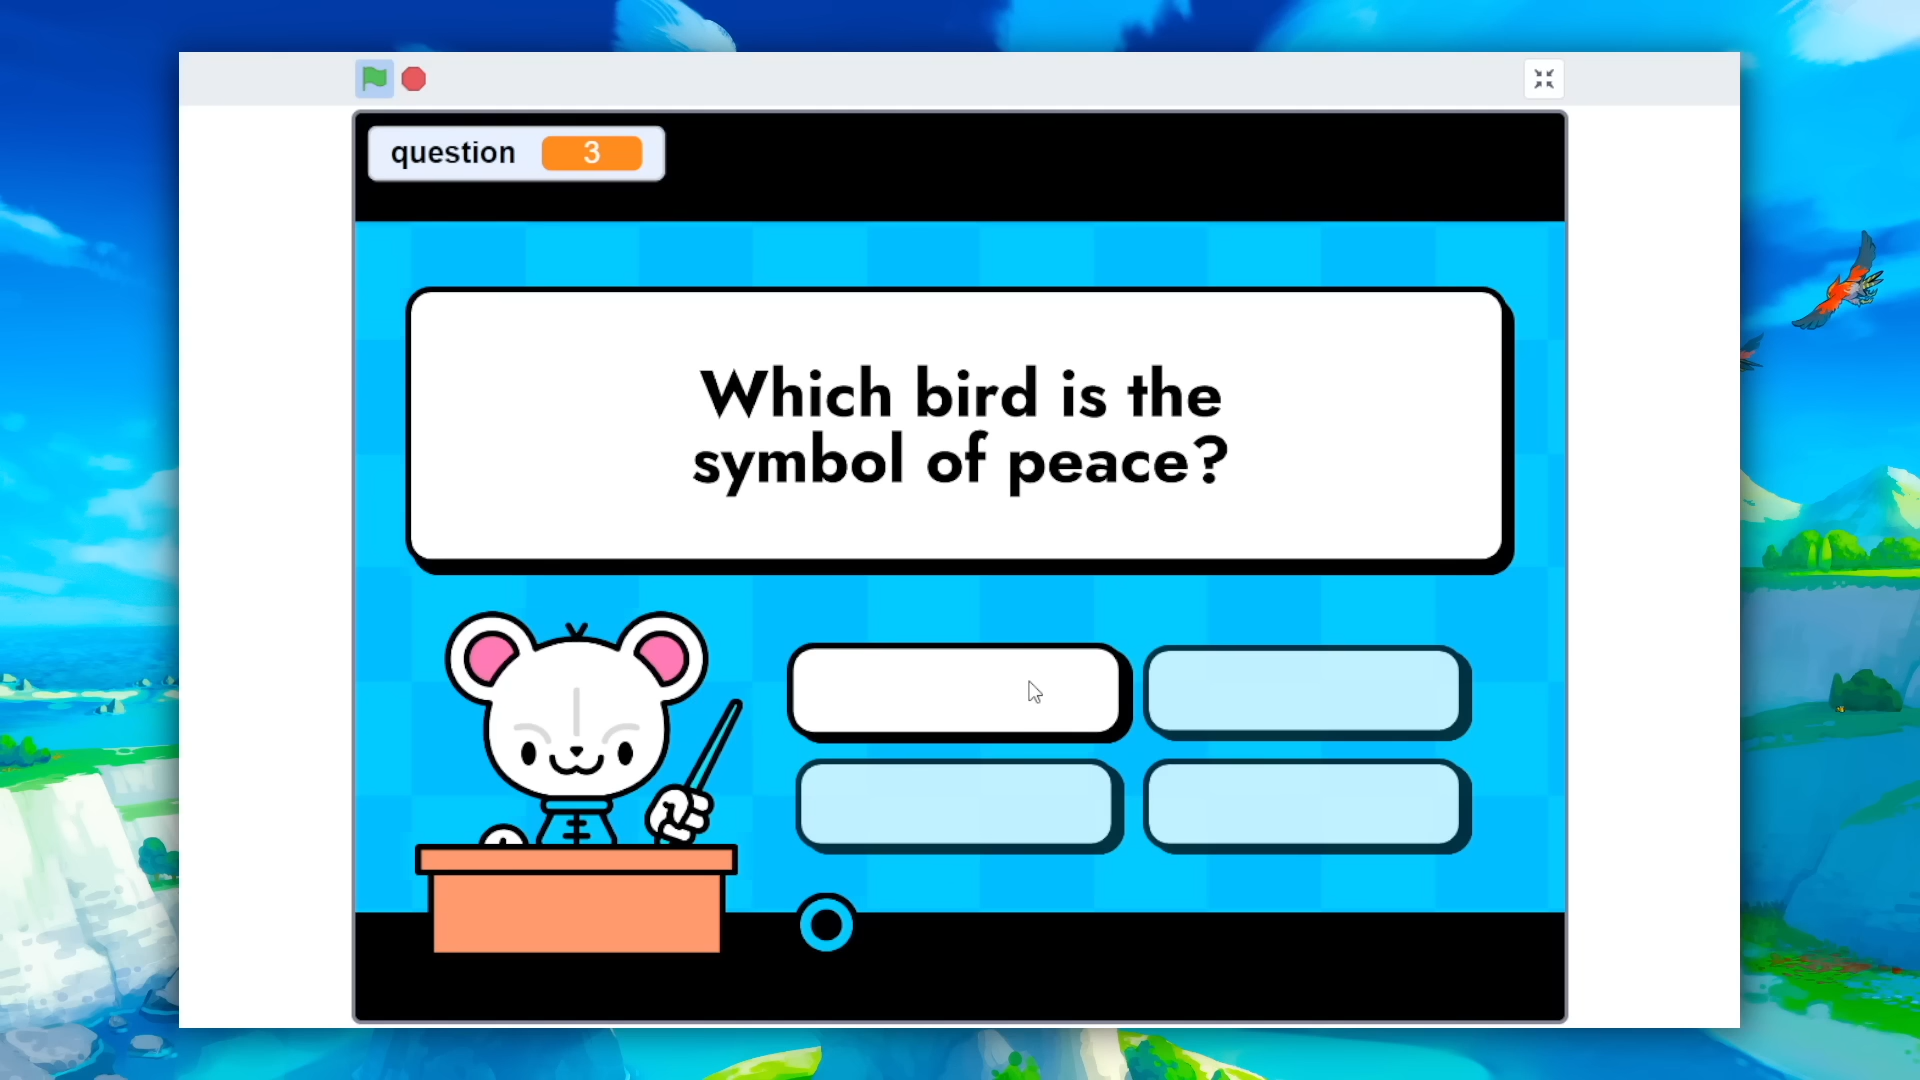 question 3
Which bird is the
symbol of peace?